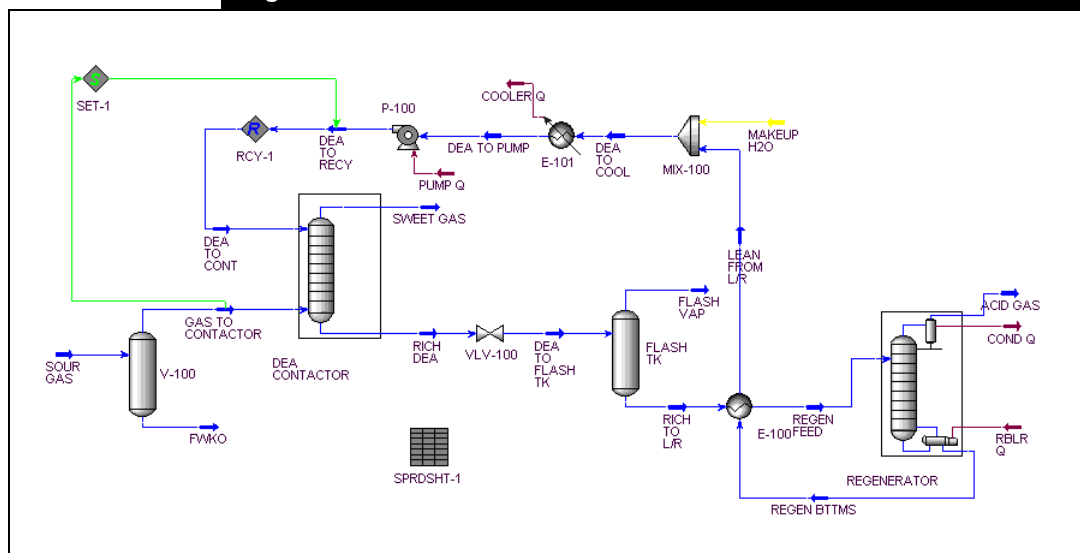 S
SET-1
R
RCY-1
DEA
TO
RECY
P-100
PUMP Q
DEA TO PUMP
COOLER Q
E-101
DEA
TO
COOL
MIX-100
MAKEUP
H2O
SWEET GAS
DEA
TO
CONT
GAS TO
CONTACTOR
SOUR
GAS
V-100
FWKO
DEA
CONTACTOR
RICH
DEA
VLV-100
DEA
TO
FLASH
TK
FLASH
VAP
FLASH
TK
RICH
TO
L/R
LEAN
FROM
L/R
E-100
REGEN
FEED
ACID GAS
COND Q
RBLR
Q
REGENERATOR
REGEN BTTMS
SPRDSHT-1